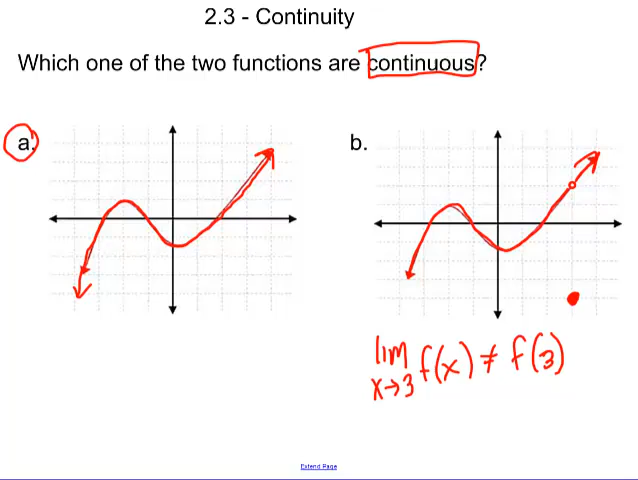 2.3 - Continuity
Which one of the two functions are continuous?
a.
b.
lim f(x) ≠ f(3)
x→3
Extend Page